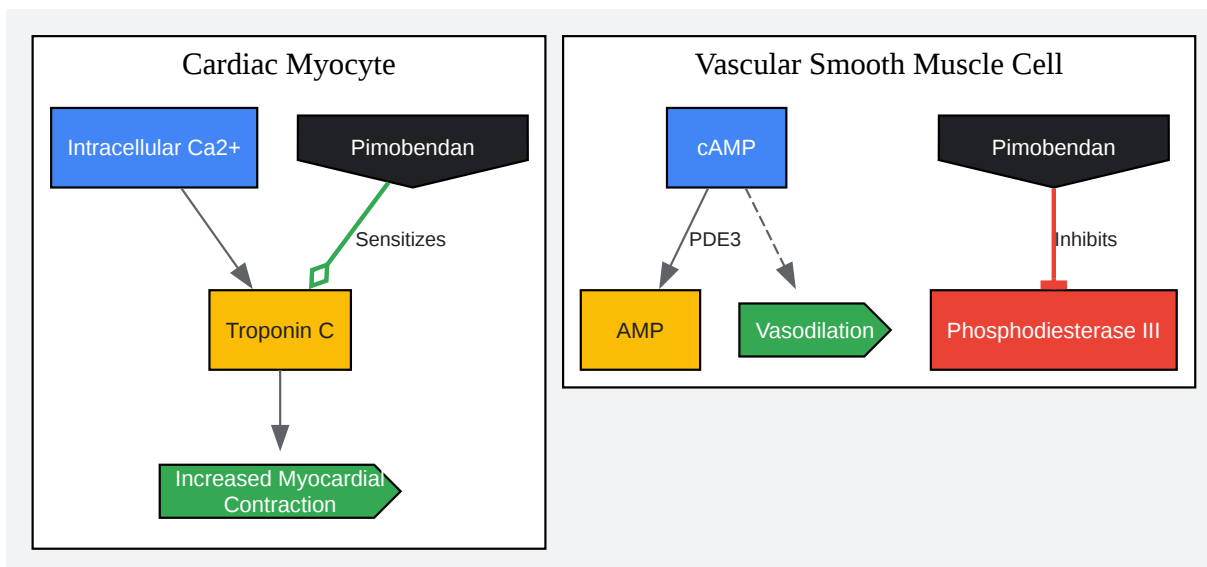 Cardiac Myocyte
Intracellular Ca2+
Pimobendan
Sensitizes
Troponin C
Increased Myocardial
Contraction
Vascular Smooth Muscle Cell
cAMP
Pimobendan
PDE3
Inhibits
AMP
Vasodilation
Phosphodiesterase III